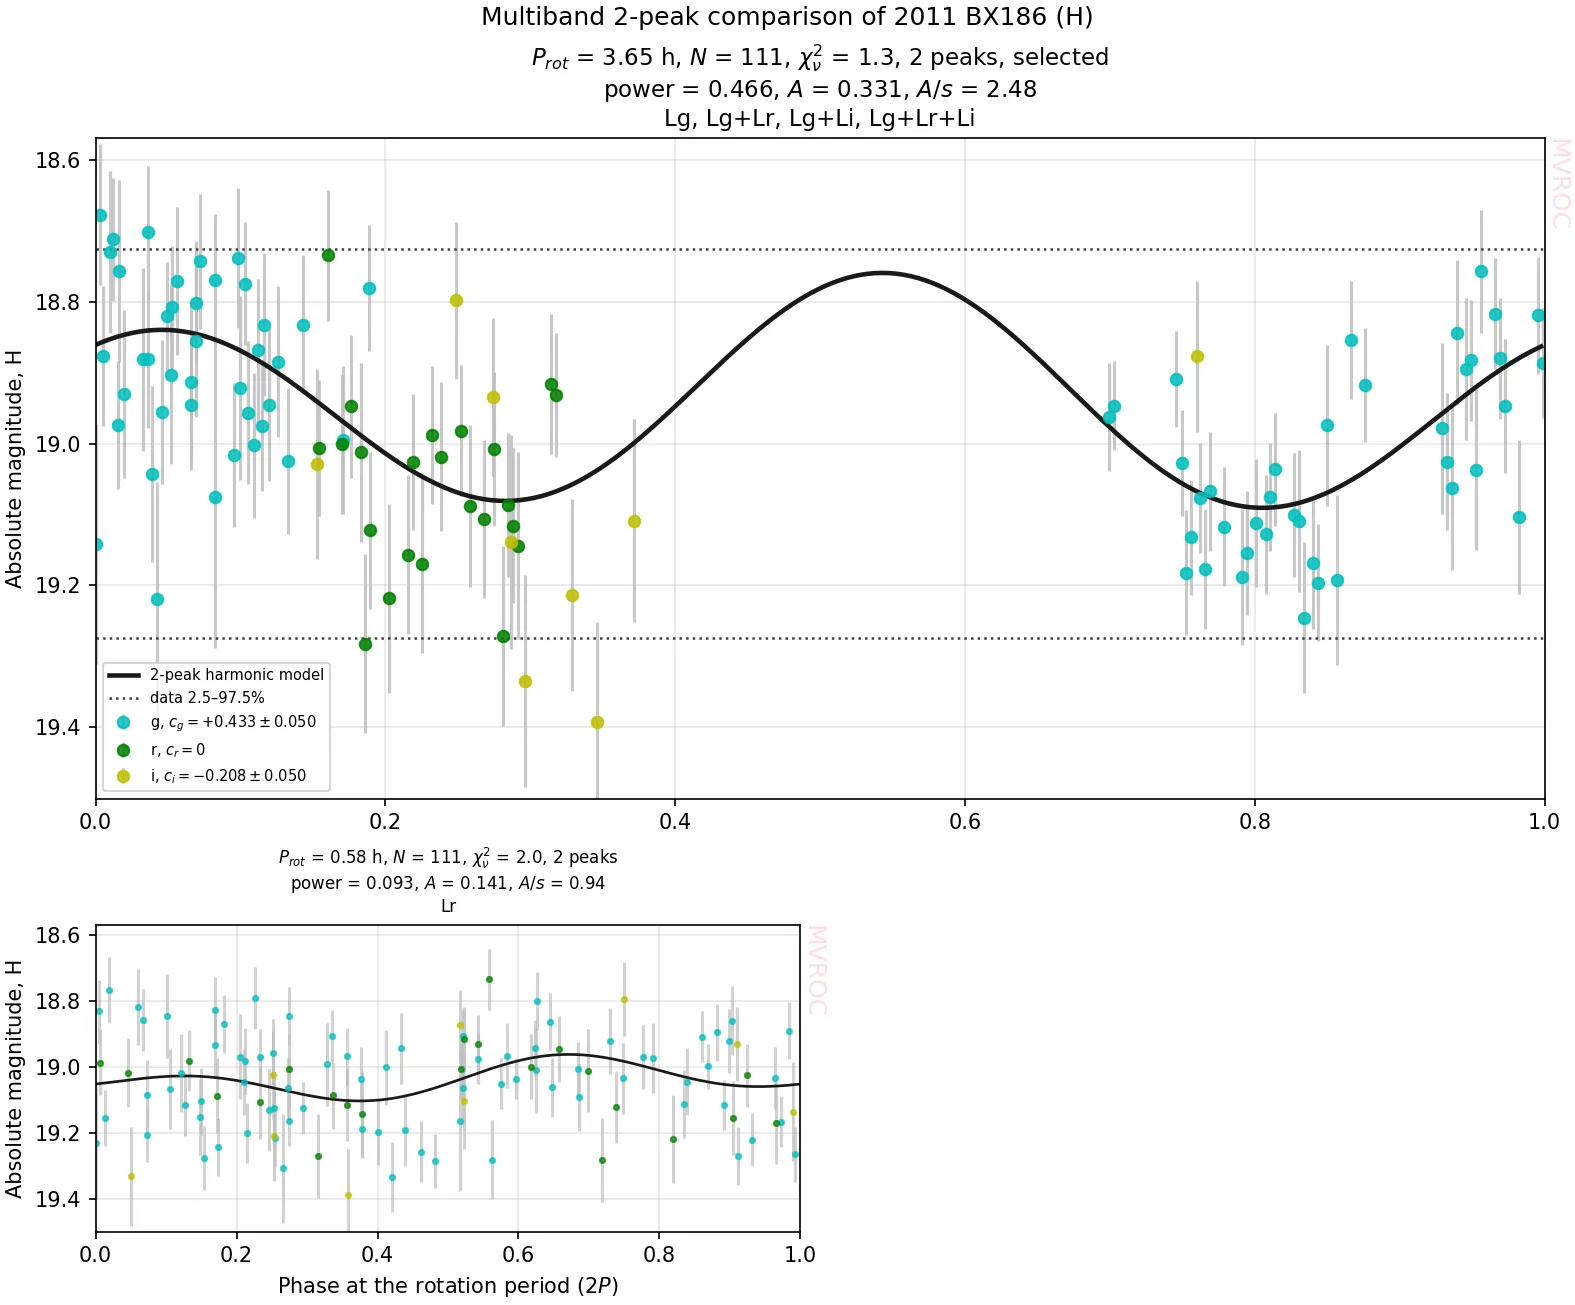 Multiband 2-peak comparison of 2011 BX186 (H)
P_rot = 3.65 h, N = 111, χ²_ν = 1.3, 2 peaks, selected
power = 0.466, A = 0.331, A/s = 2.48
Lg, Lg+Lr, Lg+Li, Lg+Lr+Li
MVROC
Absolute magnitude, H
18.6
18.8
19.0
19.2
19.4
2-peak harmonic model
data 2.5–97.5%
g, c_g = +0.433 ± 0.050
r, c_r = 0
i, c_i = −0.208 ± 0.050
0.0 0.2 0.4 0.6 0.8 1.0
P_rot = 0.58 h, N = 111, χ²_ν = 2.0, 2 peaks
power = 0.093, A = 0.141, A/s = 0.94
Lr
MVROC
Absolute magnitude, H
18.6
18.8
19.0
19.2
19.4
0.0 0.2 0.4 0.6 0.8 1.0
Phase at the rotation period (2P)